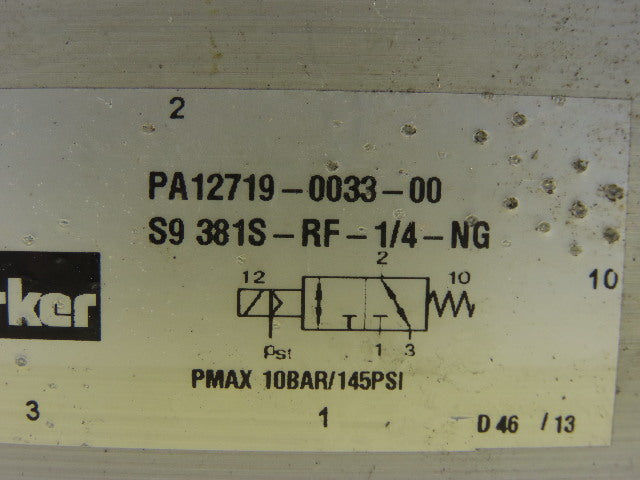 2
PA12719-0033-00
S9 381S-RF-1/4-NG
2
12 10
10
rker
1 3
Pst
PMAX 10BAR/145PSI
3 1
D46 /13